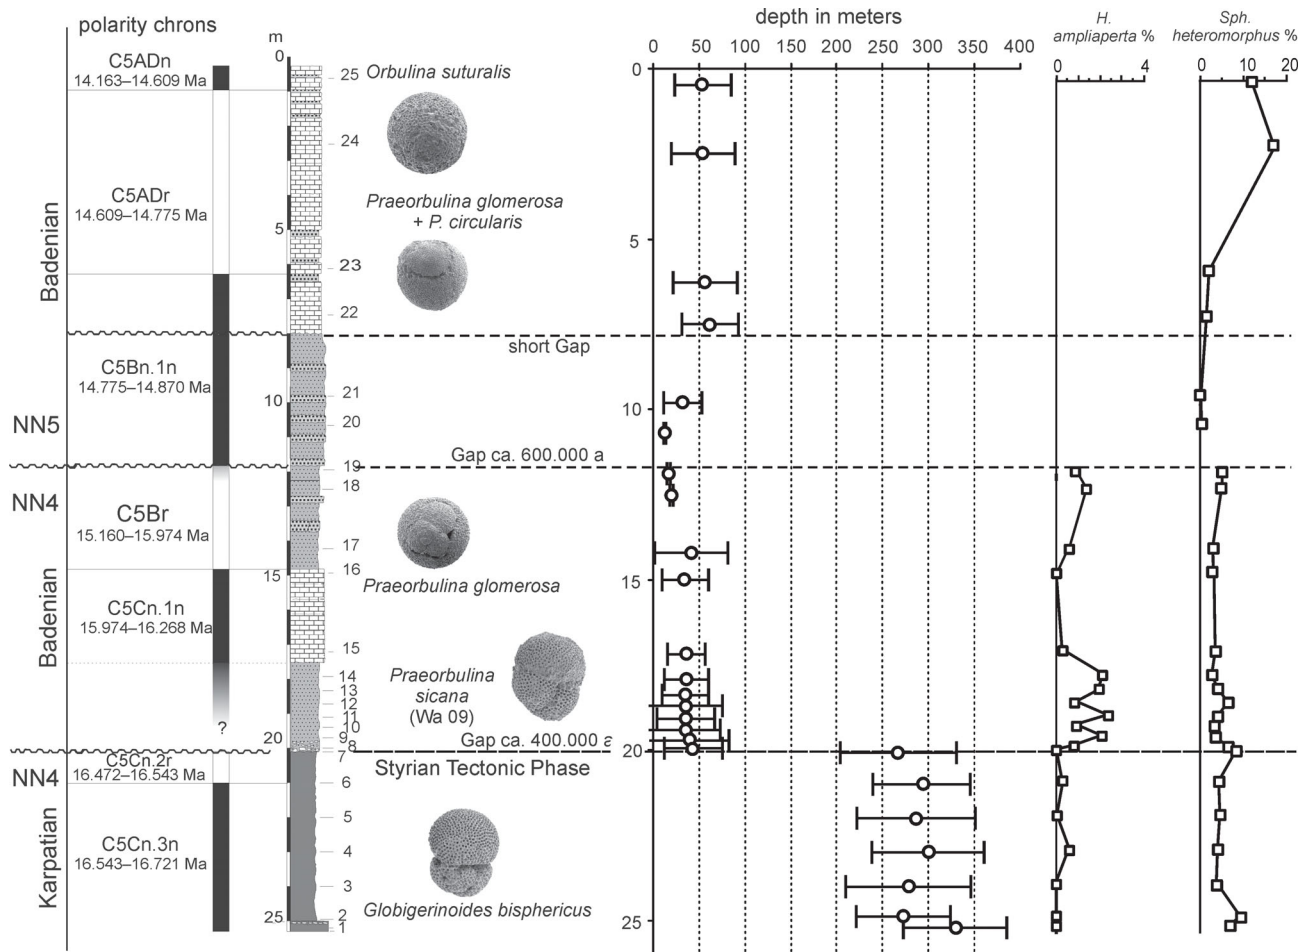 polarity chrons
m
depth in meters
H.
ampliaperta %
Sph.
heteromorphus %
0 50 100 150 200 250 300 350 400
0 4
0 10 20
0
C5ADn
14.163–14.609 Ma
25
Orbulina suturalis
24
C5ADr
14.609–14.775 Ma
Praeorbulina glomerosa
+ P. circularis
5
23
22
Badenian
short Gap
C5Bn.1n
14.775–14.870 Ma
10
21
20
NN5
Gap ca. 600.000 a
19
NN4
18
C5Br
15.160–15.974 Ma
17
16
15
Praeorbulina glomerosa
C5Cn.1n
15.974–16.268 Ma
15
Badenian
14
13
12
11
10
9
8
Praeorbulina
sicana
(Wa 09)
?
20
Gap ca. 400.000 a
7
C5Cn.2r
16.472–16.543 Ma
Styrian Tectonic Phase
NN4
6
5
C5Cn.3n
16.543–16.721 Ma
4
3
Karpatian
Globigerinoides bisphericus
25
2
1
0
5
10
15
20
25